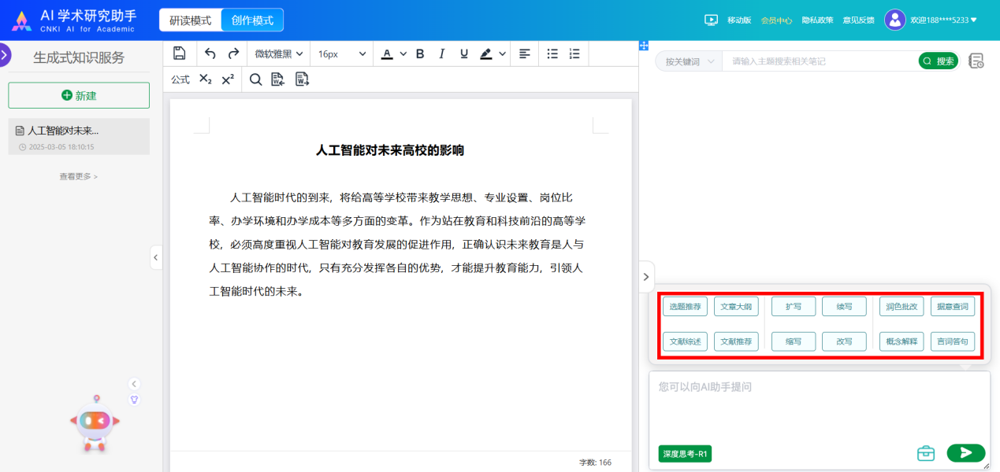 AI 学术研究助手
CNKI AI for Academic
研读模式
创作模式
移动版
会员中心
隐私政策
意见反馈
欢迎188****5233
生成式知识服务
新建
人工智能对未来...
2025-03-05 18:10:15
查看更多 >
微软雅黑
16px
A
B
I
U
公式
X₂
X²
人工智能对未来高校的影响
人工智能时代的到来，将给高等学校带来教学思想、专业设置、岗位比
率、办学环境和办学成本等多方面的变革。作为站在教育和科技前沿的高等学
校，必须高度重视人工智能对教育发展的促进作用，正确认识未来教育是人与
人工智能协作的时代，只有充分发挥各自的优势，才能提升教育能力，引领人
工智能时代的未来。
字数: 166
按关键词
请输入主题搜索相关笔记
搜索
选题推荐
文章大纲
扩写
续写
润色批改
据意查词
文献综述
文献推荐
缩写
改写
概念解释
言词答句
您可以向AI助手提问
深度思考-R1